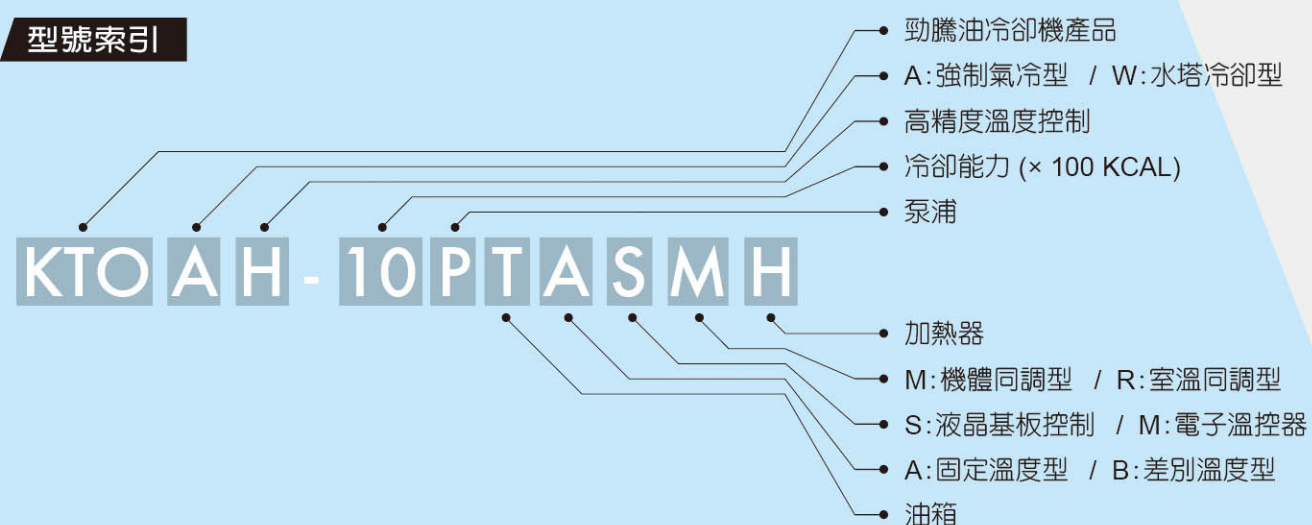 型號索引
勁騰油冷卻機產品
A:強制氣冷型 / W:水塔冷卻型
高精度溫度控制
冷卻能力 (× 100 KCAL)
泵浦
KTO A H - 10 P T A S M H
加熱器
M:機體同調型 / R:室溫同調型
S:液晶基板控制 / M:電子溫控器
A:固定溫度型 / B:差別溫度型
油箱